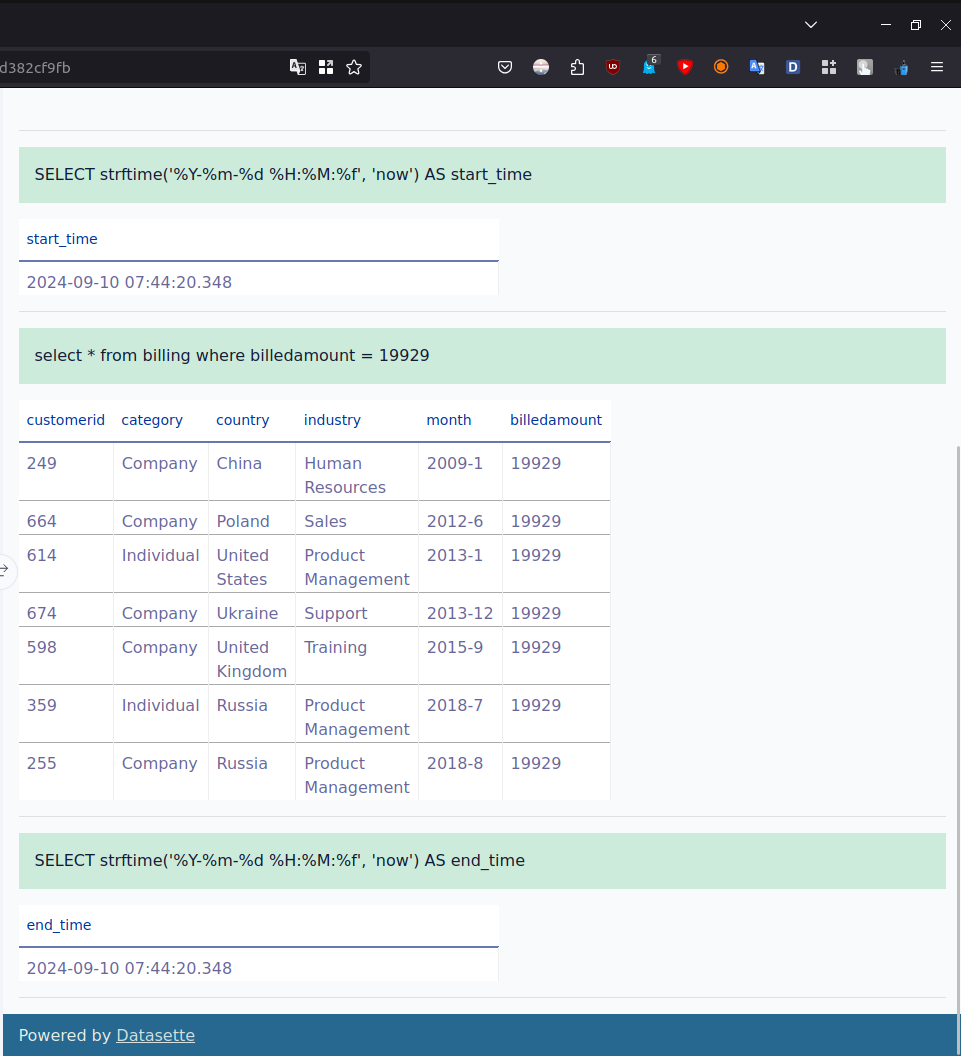 d382cf9fb
6
SELECT strftime('%Y-%m-%d %H:%M:%f', 'now') AS start_time
start_time
2024-09-10 07:44:20.348
select * from billing where billedamount = 19929
customerid category country industry month billedamount
249 Company China Human Resources 2009-1 19929
664 Company Poland Sales 2012-6 19929
614 Individual United States Product Management 2013-1 19929
674 Company Ukraine Support 2013-12 19929
598 Company United Kingdom Training 2015-9 19929
359 Individual Russia Product Management 2018-7 19929
255 Company Russia Product Management 2018-8 19929
SELECT strftime('%Y-%m-%d %H:%M:%f', 'now') AS end_time
end_time
2024-09-10 07:44:20.348
Powered by Datasette